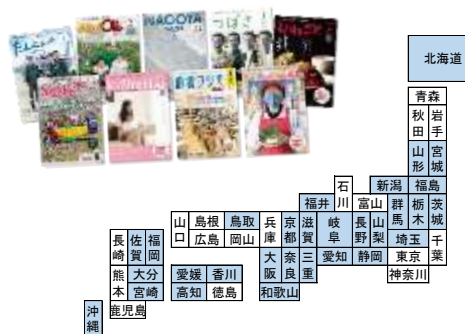 NAGOYA
つばさ
北海道
青森
秋田
岩手
山形
宮城
石川
新潟
福島
福井
富山
群馬
栃木
茨城
山口
島根
鳥取
兵庫
京都
滋賀
岐阜
長野
山梨
埼玉
千葉
広島
岡山
長崎
佐賀
福岡
大阪
奈良
三重
愛知
静岡
東京
熊本
大分
愛媛
香川
和歌山
神奈川
宮崎
高知
徳島
沖縄
鹿児島